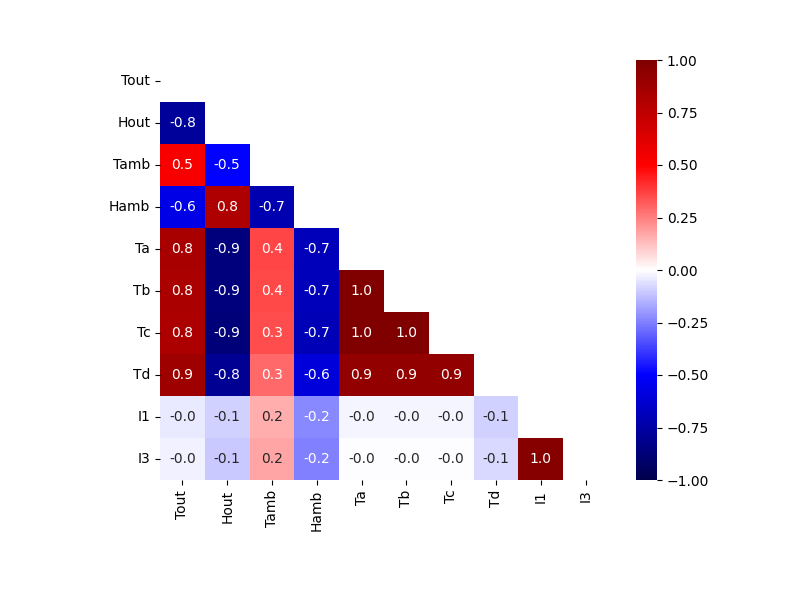 Tout
Hout -0.8
Tamb 0.5 -0.5
Hamb -0.6 0.8 -0.7
Ta 0.8 -0.9 0.4 -0.7
Tb 0.8 -0.9 0.4 -0.7 1.0
Tc 0.8 -0.9 0.3 -0.7 1.0 1.0
Td 0.9 -0.8 0.3 -0.6 0.9 0.9 0.9
I1 -0.0 -0.1 0.2 -0.2 -0.0 -0.0 -0.0 -0.1
I3 -0.0 -0.1 0.2 -0.2 -0.0 -0.0 -0.0 -0.1 1.0
Tout Hout Tamb Hamb Ta Tb Tc Td I1 I3
1.00
0.75
0.50
0.25
0.00
−0.25
−0.50
−0.75
−1.00